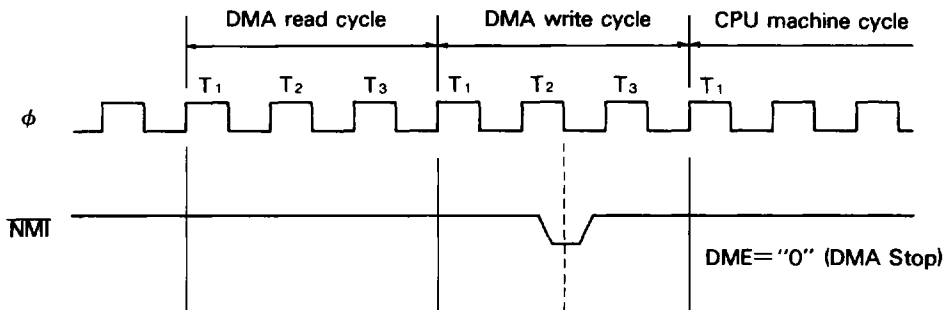 DMA read cycle DMA write cycle CPU machine cycle
T1 T2 T3 T1 T2 T3 T1
ϕ
NMI
DME="0" (DMA Stop)